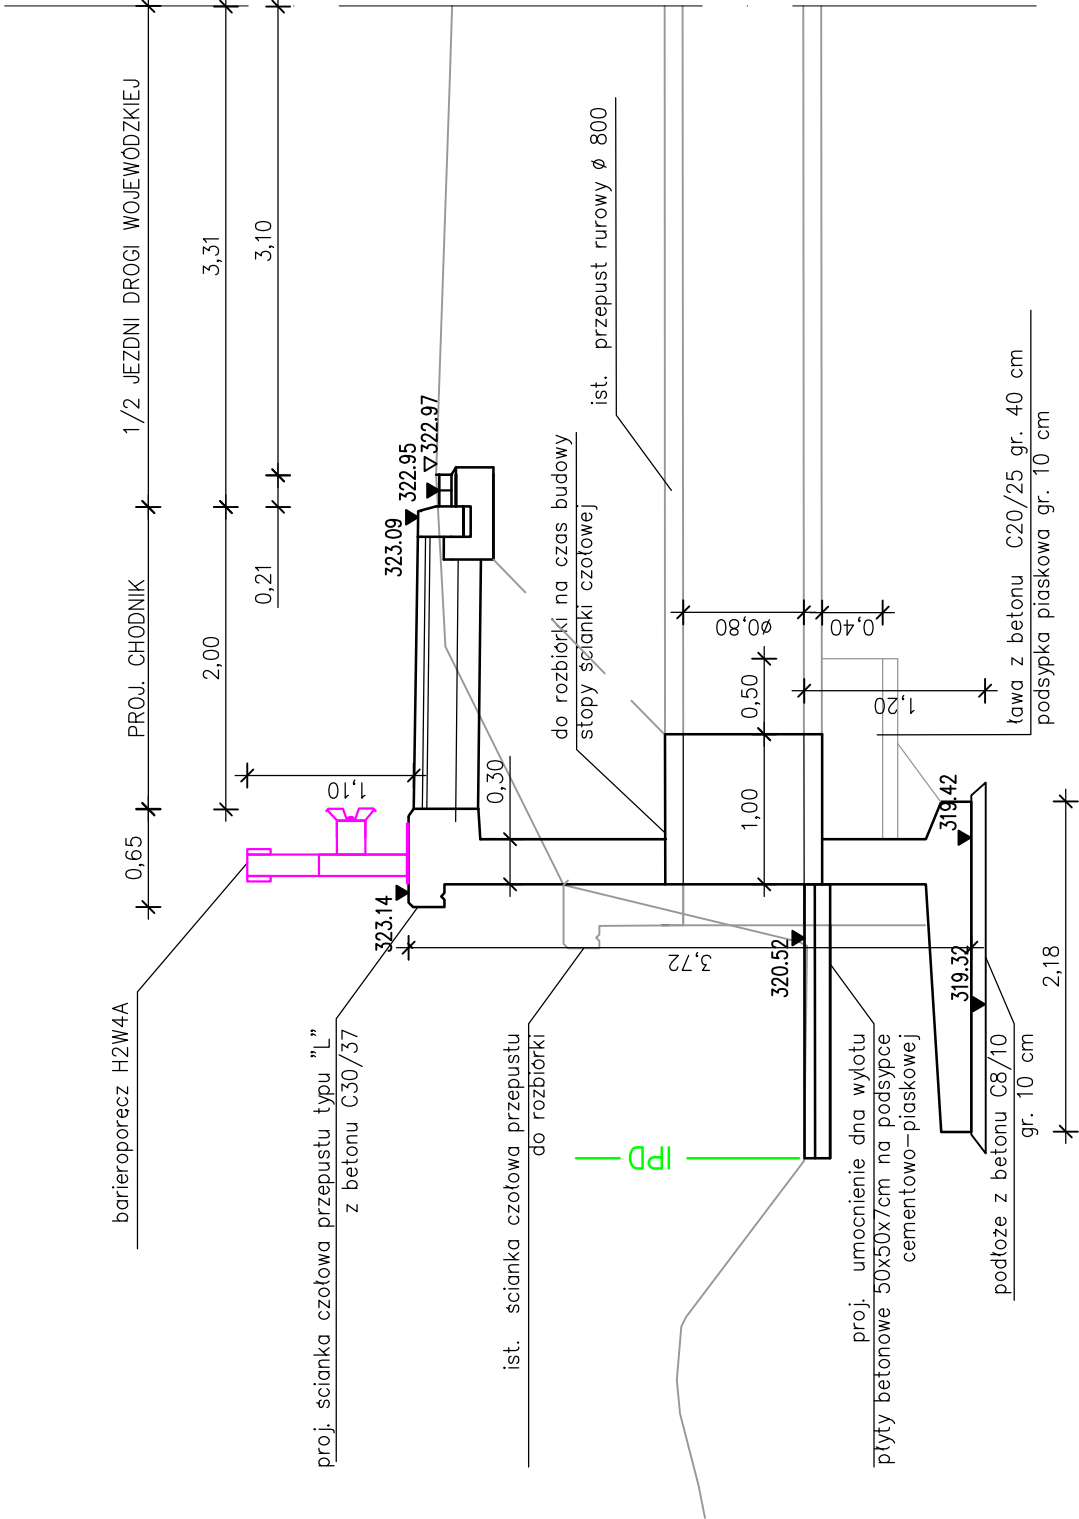 barieroporęcz H2W4A
0,65
PROJ. CHODNIK
1/2 JEZDNI DROGI WOJEWÓDZKIEJ
2,00
3,31
0,21
3,10
1,10
323.14
323.09
322.95
322.97
proj. ścianka czołowa przepustu typu "L"
z betonu C30/37
0,30
ist. ścianka czołowa przepustu
do rozbiórki
do rozbiórki na czas budowy
stopy ścianki czołowej
ist. przepust rurowy ø 800
IPD
3,72
ø0,80
1,00
0,50
320.52
0,40
1,20
proj. umocnienie dna wylotu
płyty betonowe 50x50x7cm na podsypce
cementowo-piaskowej
319.42
319.32
podłoże z betonu C8/10
gr. 10 cm
2,18
ława z betonu C20/25 gr. 40 cm
podsypka piaskowa gr. 10 cm